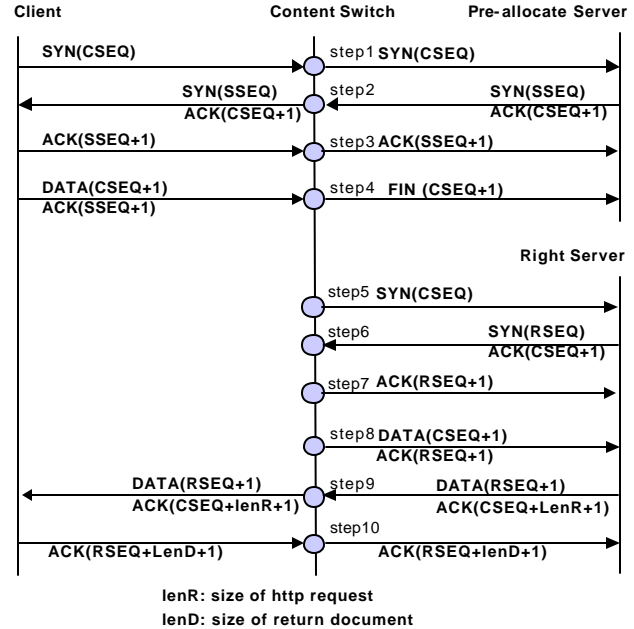 Client Content Switch Pre-allocate Server
SYN(CSEQ) step1 SYN(CSEQ)
SYN(SSEQ) step2 SYN(SSEQ)
ACK(CSEQ+1) ACK(CSEQ+1)
ACK(SSEQ+1) step3 ACK(SSEQ+1)
DATA(CSEQ+1) step4 FIN (CSEQ+1)
ACK(SSEQ+1)
Right Server
step5 SYN(CSEQ)
step6 SYN(RSEQ)
ACK(CSEQ+1)
step7 ACK(RSEQ+1)
step8 DATA(CSEQ+1)
ACK(RSEQ+1)
DATA(RSEQ+1) step9 DATA(RSEQ+1)
ACK(CSEQ+lenR+1) ACK(CSEQ+LenR+1)
step10
ACK(RSEQ+LenD+1) ACK(RSEQ+lenD+1)
lenR: size of http request
lenD: size of return document